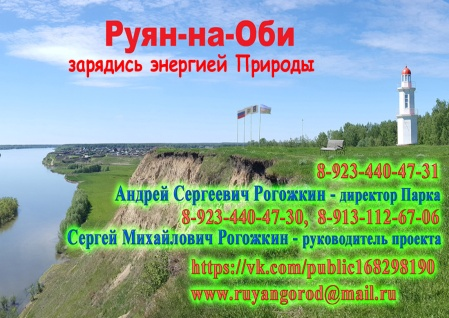 Руян-на-Оби
зарядись энергией Природы
8-923-440-47-31
Андрей Сергеевич Рогожкин - директор Парка
8-923-440-47-30, 8-913-112-67-06
Сергей Михайлович Рогожкин - руководитель проекта
https://vk.com/public168298190
www.ruyangorod@mail.ru